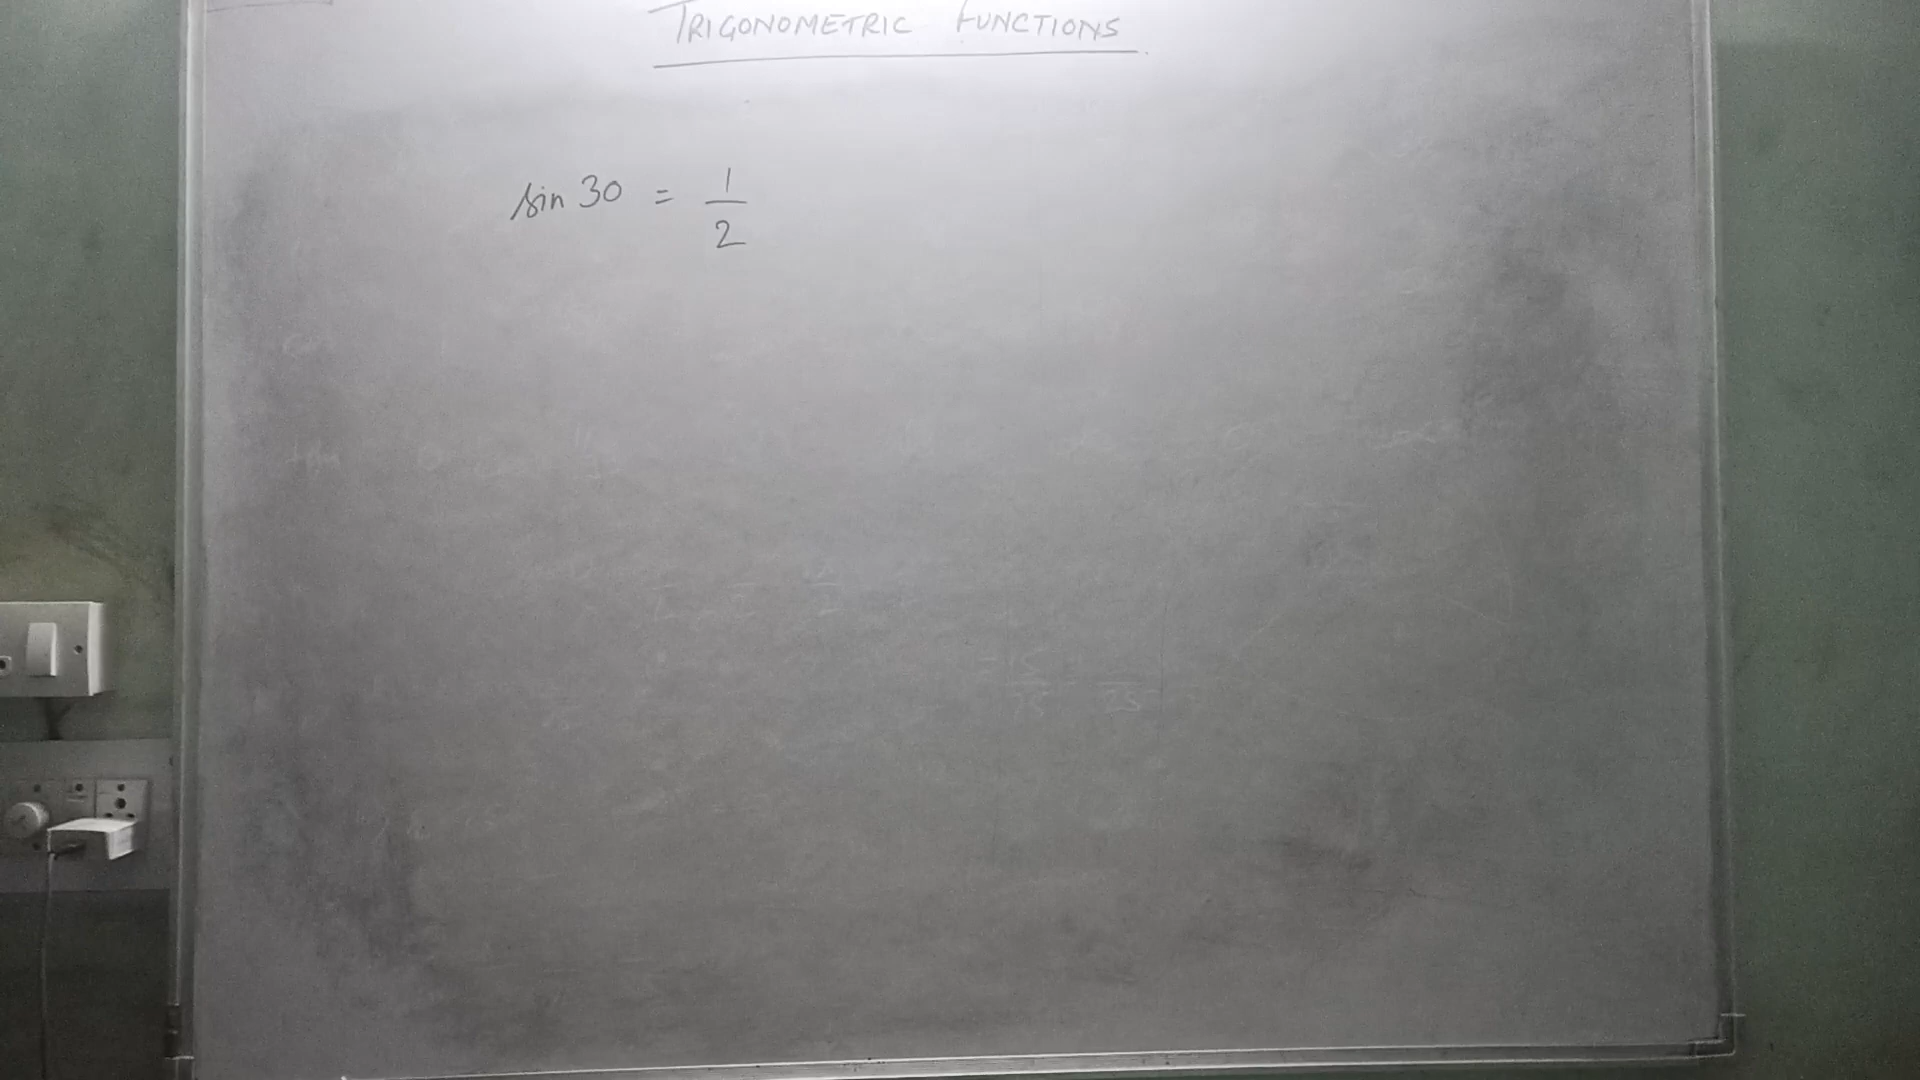 TRIGONOMETRIC FUNCTIONS
sin 30 = 1/2